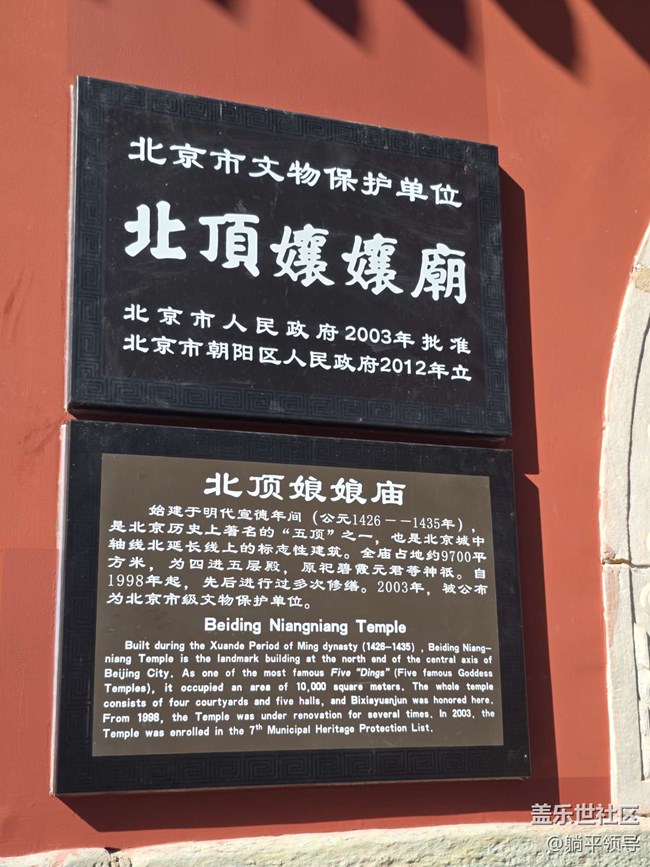 北京市文物保护单位
北頂孃孃廟
北京市人民政府2003年批准
北京市朝阳区人民政府2012年立
北顶娘娘庙
始建于明代宣德年间（公元1426－－1435年），
是北京历史上著名的“五顶”之一，也是北京城中
轴线北延长线上的标志性建筑。全庙占地约9700平
方米，为四进五层殿，原祀碧霞元君等神祇。自
1998年起，先后进行过多次修缮。2003年，被公布
为北京市级文物保护单位。
Beiding Niangniang Temple
Built during the Xuande Period of Ming dynasty (1426-1435) , Beiding Niang-
niang Temple is the landmark building at the north end of the central axis of
Beijing City. As one of the most famous Five "Dings" (Five famous Goddess
Temples), it occupied an area of 10,000 square meters. The whole temple
consists of four courtyards and five halls, and Bixiayuanjun was honored here.
From 1998, the Temple was under renovation for several times. In 2003, the
Temple was enrolled in the 7th Municipal Heritage Protection List.
盖乐世社区
@躺平领导